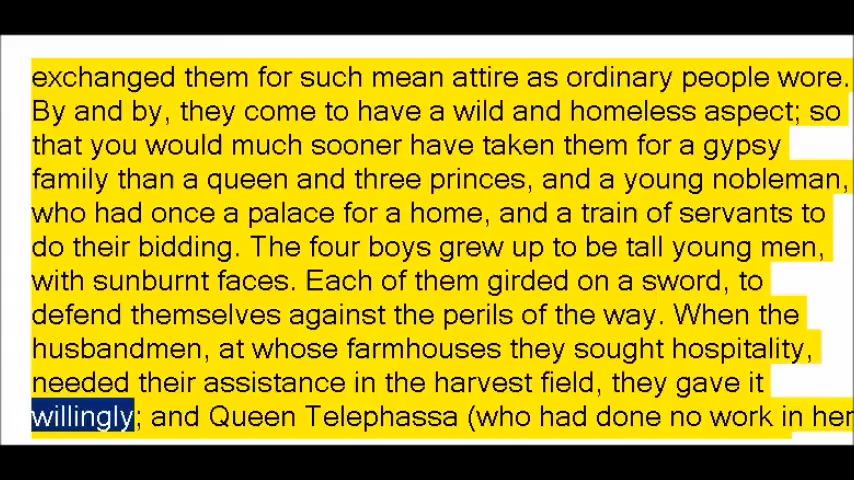 exchanged them for such mean attire as ordinary people wore.
By and by, they come to have a wild and homeless aspect; so
that you would much sooner have taken them for a gypsy
family than a queen and three princes, and a young nobleman,
who had once a palace for a home, and a train of servants to
do their bidding. The four boys grew up to be tall young men,
with sunburnt faces. Each of them girded on a sword, to
defend themselves against the perils of the way. When the
husbandmen, at whose farmhouses they sought hospitality,
needed their assistance in the harvest field, they gave it
willingly; and Queen Telephassa (who had done no work in her